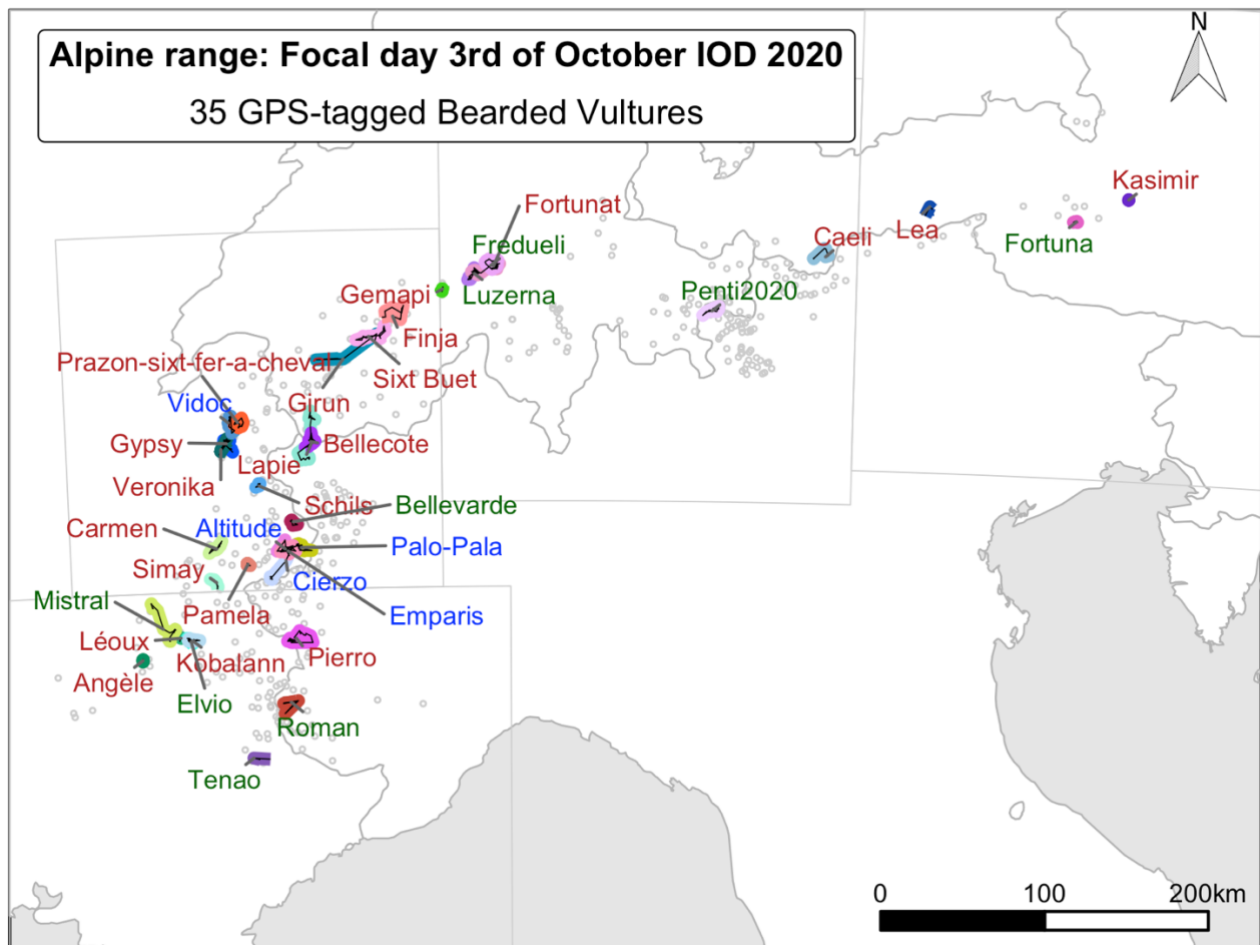 Alpine range: Focal day 3rd of October IOD 2020
35 GPS-tagged Bearded Vultures
N
Kasimir
Fortunat
Lea
Caeli
Fredueli
Fortuna
Luzerna
Penti2020
Gemapi
Finja
Prazon-sixt-fer-a-cheval
Sixt Buet
Vidoc
Girun
Gypsy
Bellecote
Lapie
Veronika
Schils
Bellevarde
Carmen
Altitude
Palo-Pala
Simay
Cierzo
Mistral
Pamela
Emparis
Léoux
Kobalann
Pierro
Angèle
Elvio
Roman
Tenao
0 100 200km